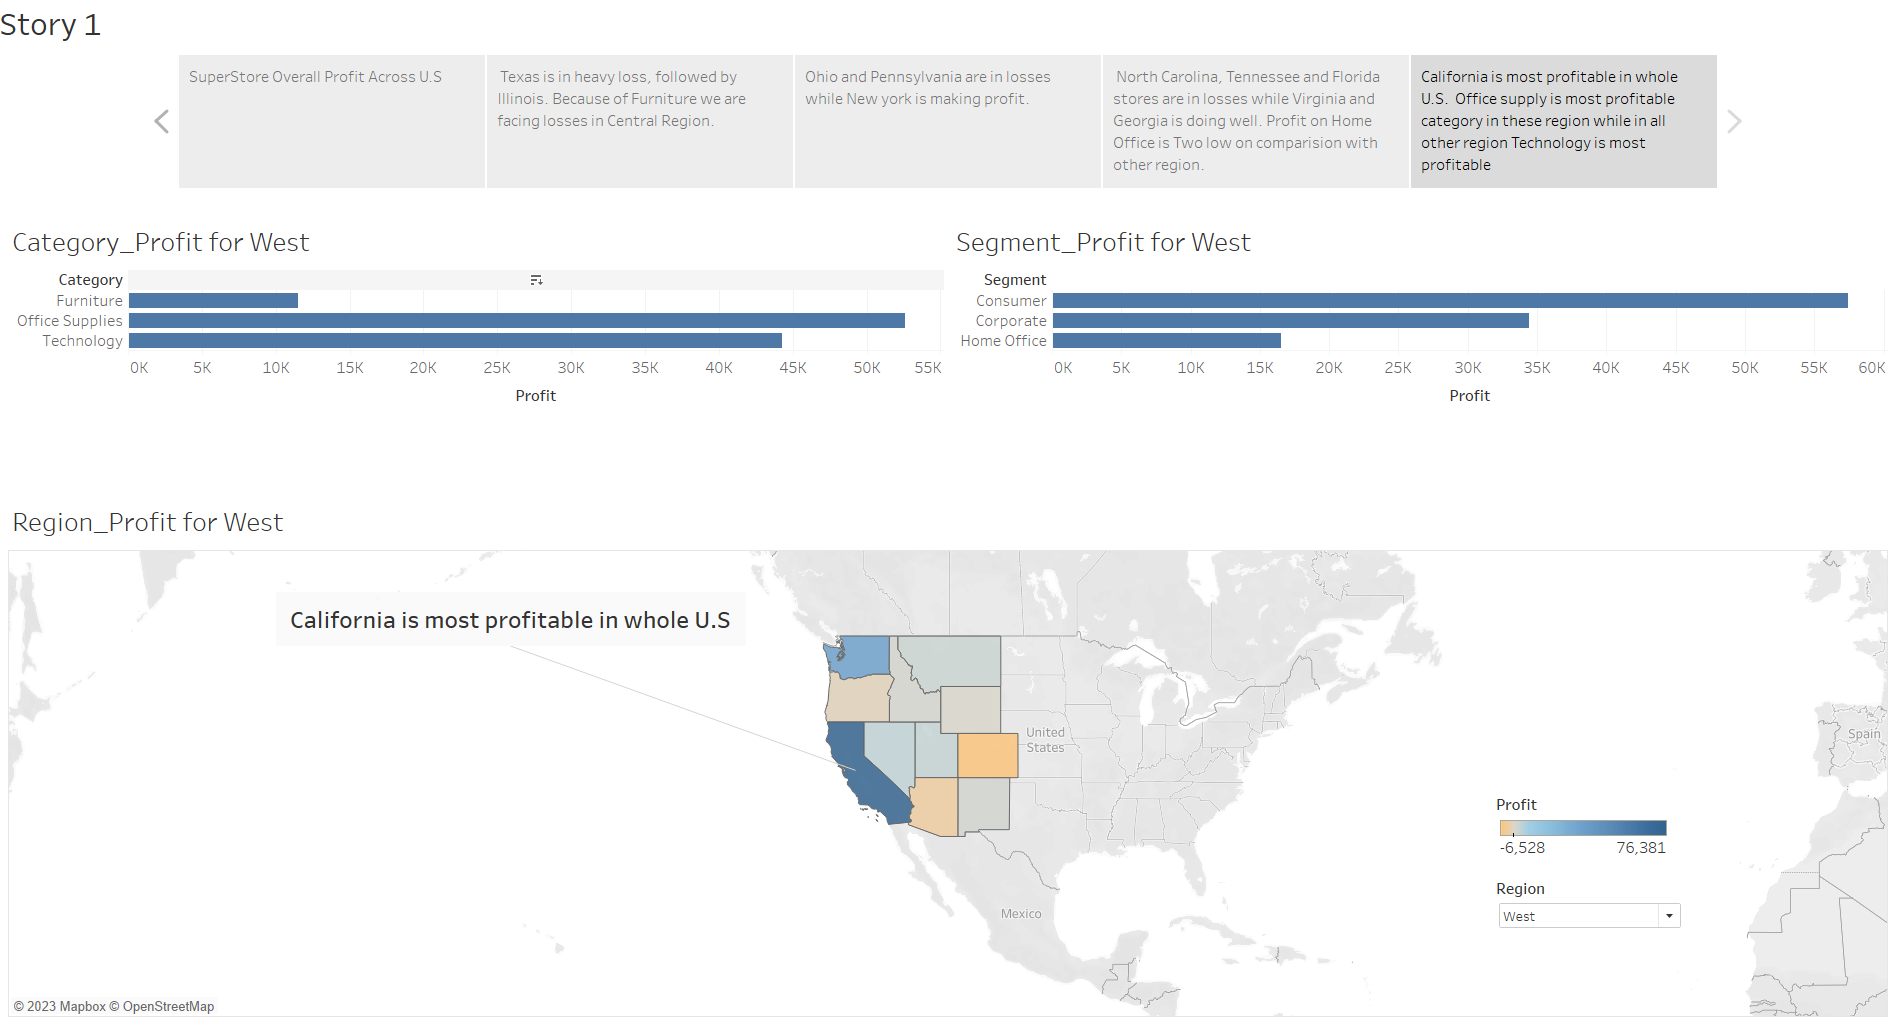 Story 1
SuperStore Overall Profit Across U.S
Texas is in heavy loss, followed by
Illinois. Because of Furniture we are
facing losses in Central Region.
Ohio and Pennsylvania are in losses
while New york is making profit.
North Carolina, Tennessee and Florida
stores are in losses while Virginia and
Georgia is doing well. Profit on Home
Office is Two low on comparision with
other region.
California is most profitable in whole
U.S.  Office supply is most profitable
category in these region while in all
other region Technology is most
profitable
Category_Profit for West
Category
Furniture
Office Supplies
Technology
0K 5K 10K 15K 20K 25K 30K 35K 40K 45K 50K 55K
Profit
Segment_Profit for West
Segment
Consumer
Corporate
Home Office
0K 5K 10K 15K 20K 25K 30K 35K 40K 45K 50K 55K 60K
Profit
Region_Profit for West
California is most profitable in whole U.S
United
States
Spain
Mexico
Profit
-6,528 76,381
Region
West
© 2023 Mapbox © OpenStreetMap